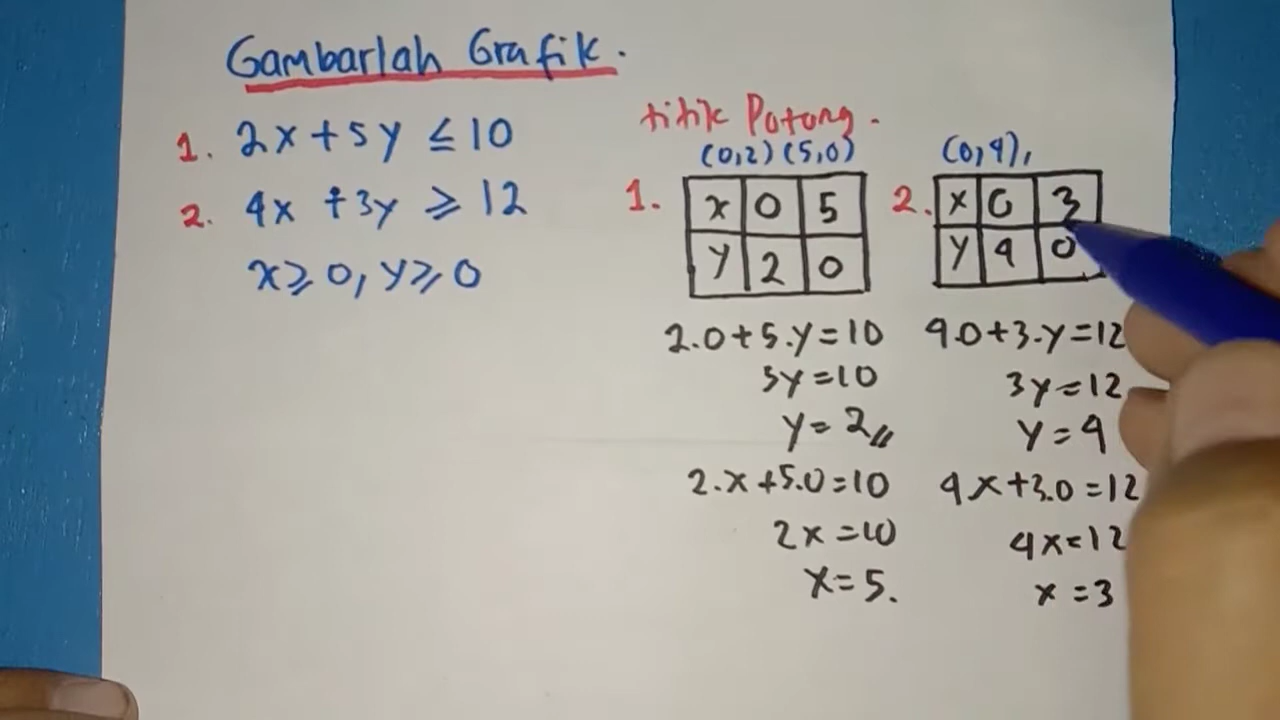 Gambarlah Grafik.
1. 2x + 5y ≤ 10
2. 4x + 3y ≥ 12
x ≥ 0, y ≥ 0
titik Potong.
(0,2) (5,0)
1.
x 0 5
y 2 0
2.0 + 5.y = 10
5y = 10
y = 2
2.x + 5.0 = 10
2x = 10
x = 5.
(0,4),
2.
x 0 3
y 4 0
4.0 + 3.y = 12
3y = 12
y = 4
4x + 3.0 = 12
4x = 12
x = 3